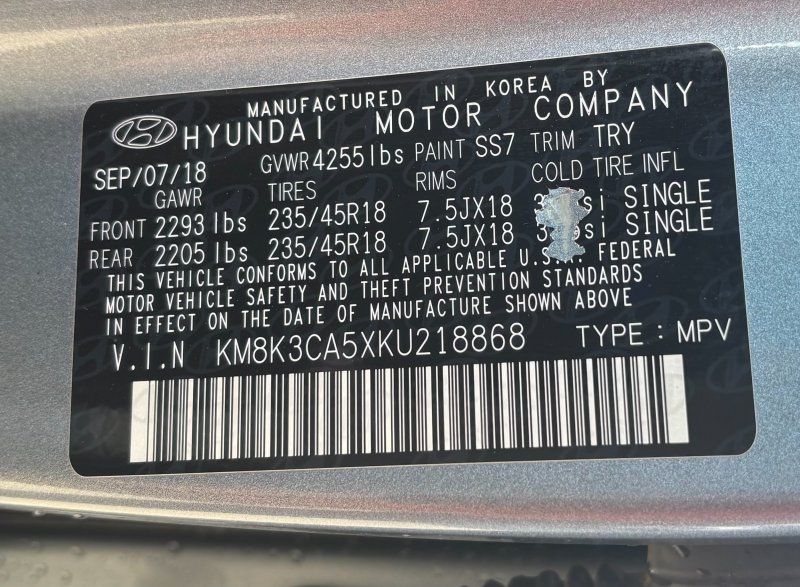 MANUFACTURED IN KOREA BY
HYUNDAI MOTOR COMPANY
SEP/07/18 GVWR 4255lbs PAINT SS7 TRIM TRY
GAWR TIRES RIMS COLD TIRE INFL
FRONT 2293 lbs 235/45R18 7.5JX18 SINGLE
REAR 2205 lbs 235/45R18 7.5JX18 SINGLE
THIS VEHICLE CONFORMS TO ALL APPLICABLE U.S. FEDERAL
MOTOR VEHICLE SAFETY AND THEFT PREVENTION STANDARDS
IN EFFECT ON THE DATE OF MANUFACTURE SHOWN ABOVE
V.I.N KM8K3CA5XKU218868 TYPE : MPV